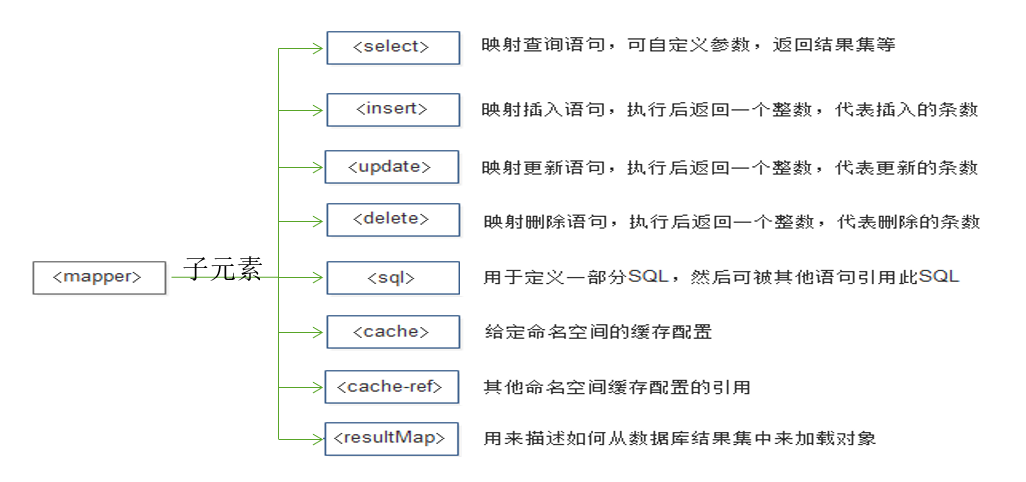 <select> 映射查询语句，可自定义参数，返回结果集等
<insert> 映射插入语句，执行后返回一个整数，代表插入的条数
<update> 映射更新语句，执行后返回一个整数，代表更新的条数
<delete> 映射删除语句，执行后返回一个整数，代表删除的条数
<mapper> 子元素 <sql> 用于定义一部分SQL，然后可被其他语句引用此SQL
<cache> 给定命名空间的缓存配置
<cache-ref> 其他命名空间缓存配置的引用
<resultMap> 用来描述如何从数据库结果集中来加载对象